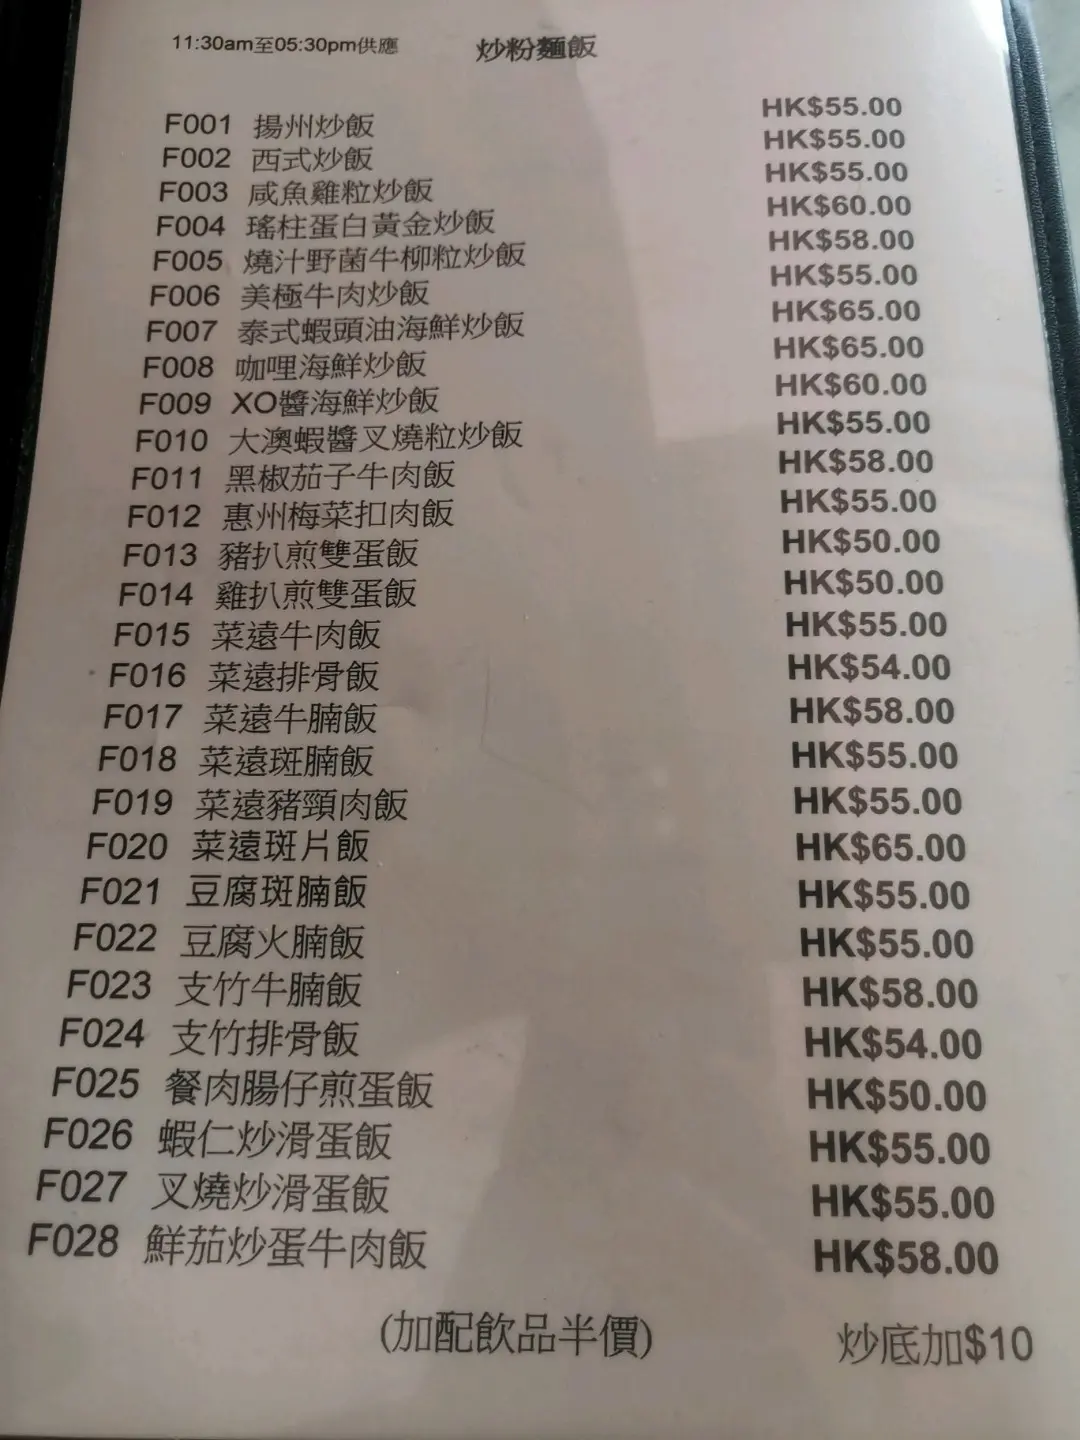 11:30am至05:30pm供應 炒粉麵飯
F001 揚州炒飯 HK$55.00
F002 西式炒飯 HK$55.00
F003 咸魚雞粒炒飯 HK$55.00
F004 瑤柱蛋白黃金炒飯 HK$60.00
F005 燒汁野菌牛柳粒炒飯 HK$58.00
F006 美極牛肉炒飯 HK$55.00
F007 泰式蝦頭油海鮮炒飯 HK$65.00
F008 咖哩海鮮炒飯 HK$65.00
F009 XO醬海鮮炒飯 HK$60.00
F010 大澳蝦醬叉燒粒炒飯 HK$55.00
F011 黑椒茄子牛肉飯 HK$58.00
F012 惠州梅菜扣肉飯 HK$55.00
F013 豬扒煎雙蛋飯 HK$50.00
F014 雞扒煎雙蛋飯 HK$50.00
F015 菜遠牛肉飯 HK$55.00
F016 菜遠排骨飯 HK$54.00
F017 菜遠牛腩飯 HK$58.00
F018 菜遠斑腩飯 HK$55.00
F019 菜遠豬頸肉飯 HK$55.00
F020 菜遠斑片飯 HK$65.00
F021 豆腐斑腩飯 HK$55.00
F022 豆腐火腩飯 HK$55.00
F023 支竹牛腩飯 HK$58.00
F024 支竹排骨飯 HK$54.00
F025 餐肉腸仔煎蛋飯 HK$50.00
F026 蝦仁炒滑蛋飯 HK$55.00
F027 叉燒炒滑蛋飯 HK$55.00
F028 鮮茄炒蛋牛肉飯 HK$58.00
(加配飲品半價) 炒底加$10